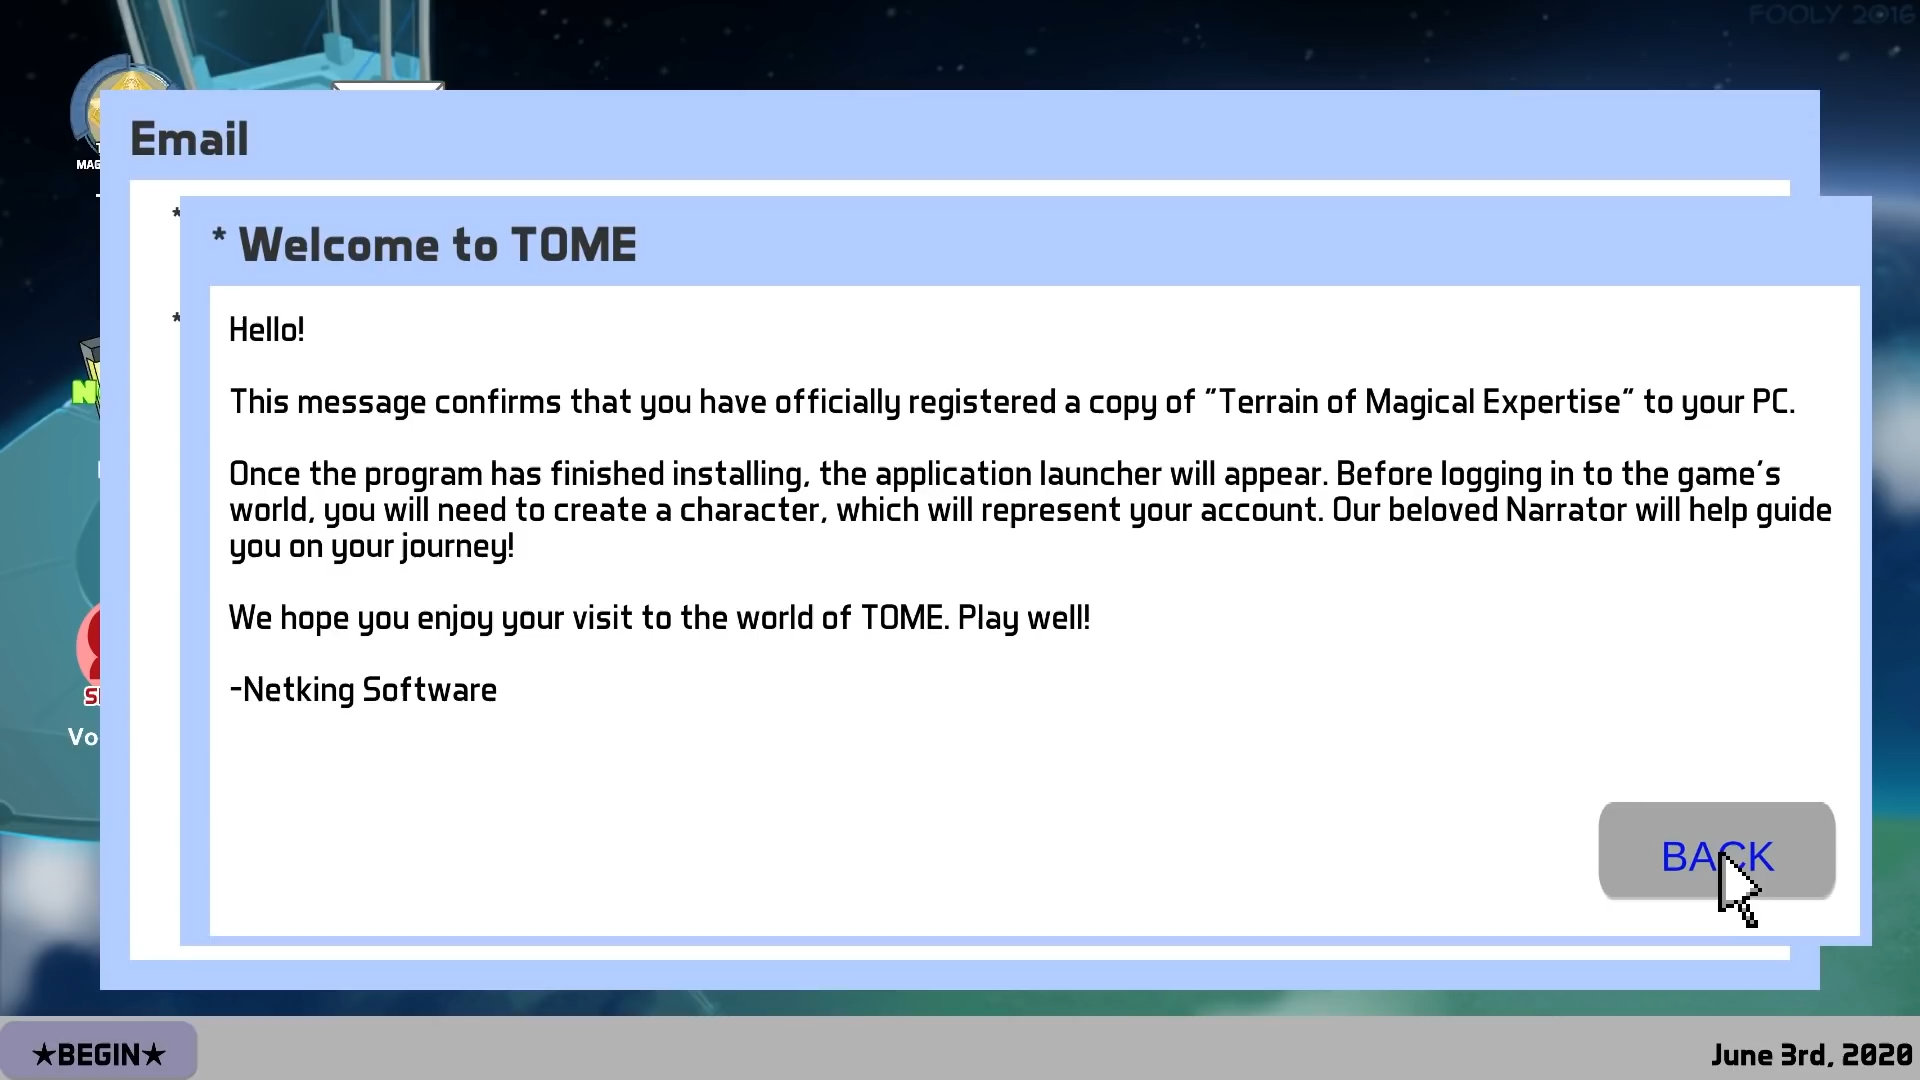 FOOLY 2016
MAG
Email
*
* Welcome to TOME
*
Hello!
This message confirms that you have officially registered a copy of "Terrain of Magical Expertise" to your PC.
Once the program has finished installing, the application launcher will appear. Before logging in to the game's
world, you will need to create a character, which will represent your account. Our beloved Narrator will help guide
you on your journey!
We hope you enjoy your visit to the world of TOME. Play well!
-Netking Software
N
S
Vo
BACK
★BEGIN★
June 3rd, 2020